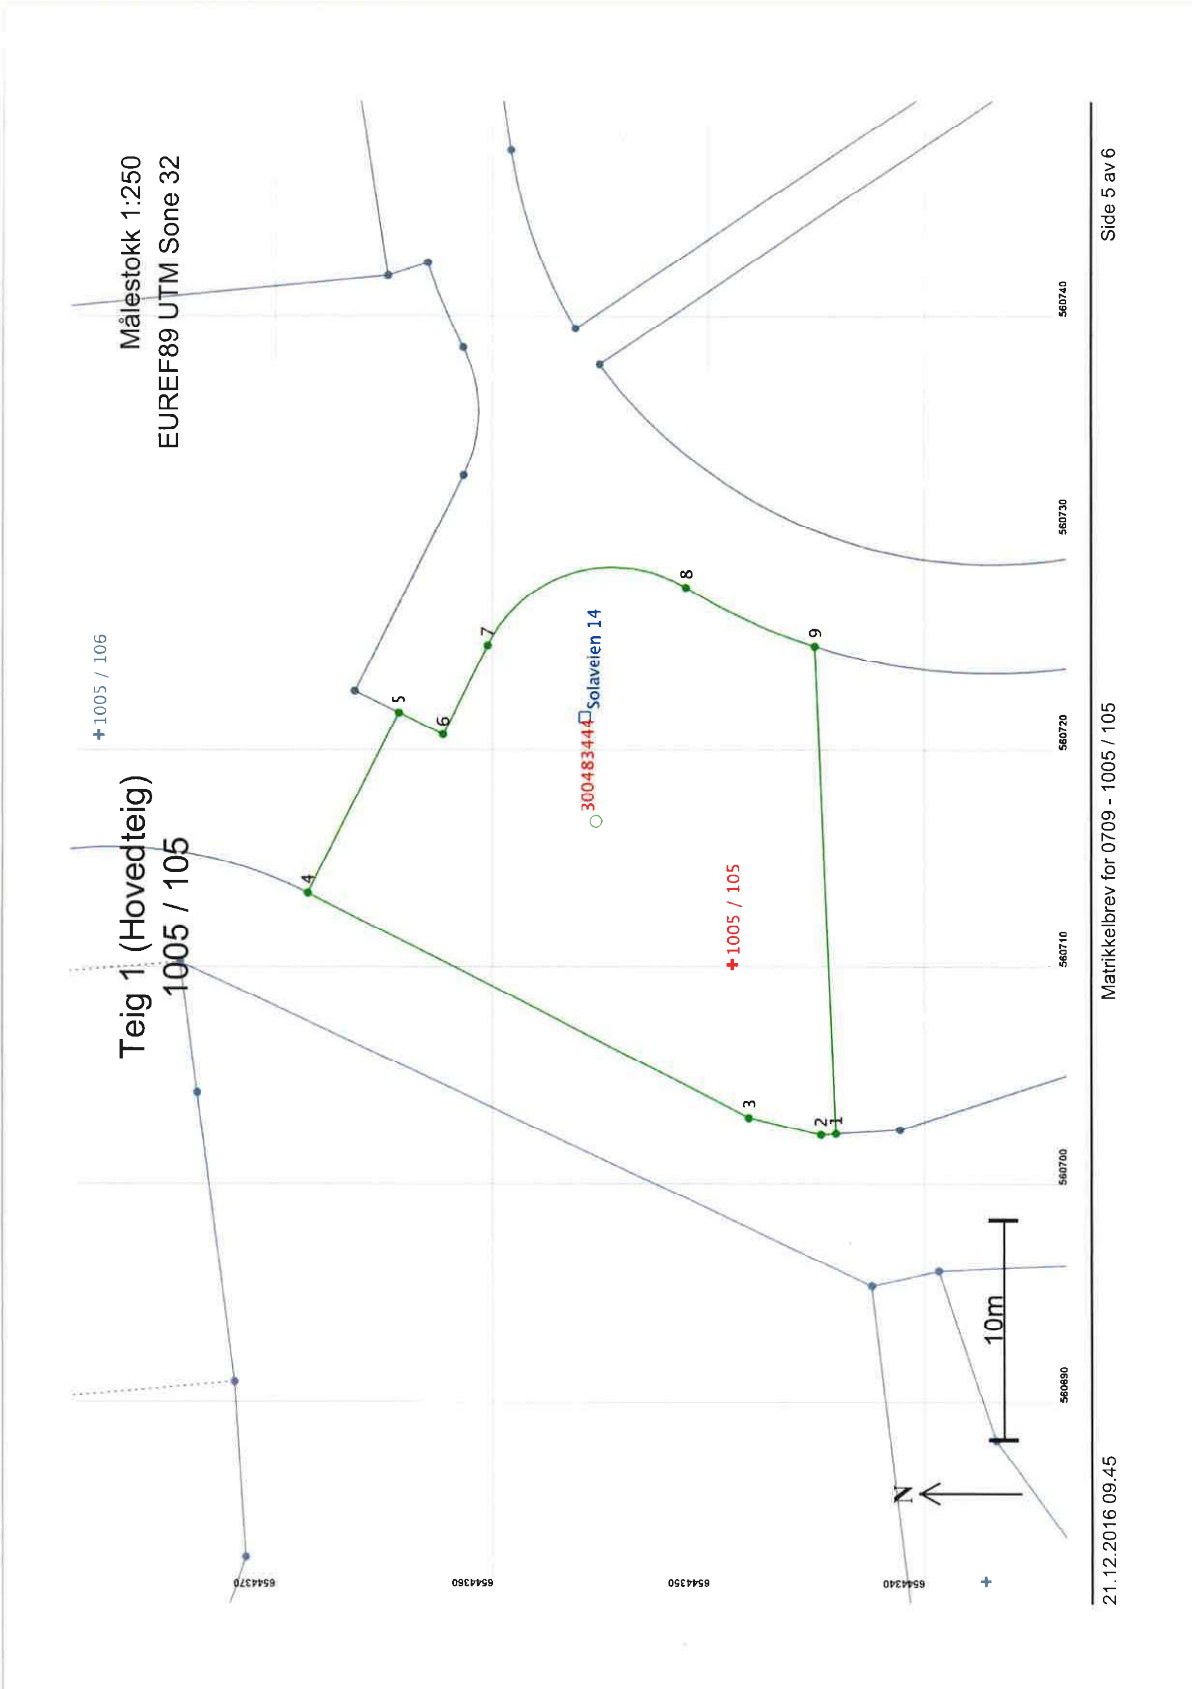 Teig 1 (Hovedteig)
1005 / 105
Målestokk 1:250
EUREF89 UTM Sone 32
+1005 / 106
4
5
6
7
300483444
Solaveien 14
8
+1005 / 105
3
2
1
9
N
10m
6544370
6544360
6544350
6544340
560690
560700
560710
560720
560730
560740
21.12.2016 09.45
Matrikkelbrev for 0709 - 1005 / 105
Side 5 av 6